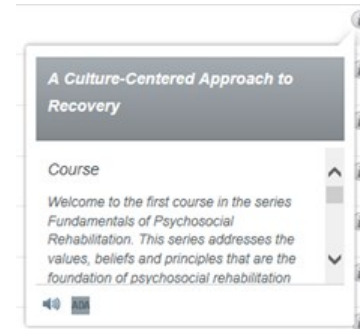 A Culture-Centered Approach to
Recovery
Course
Welcome to the first course in the series
Fundamentals of Psychosocial
Rehabilitation. This series addresses the
values, beliefs and principles that are the
foundation of psychosocial rehabilitation
ADA